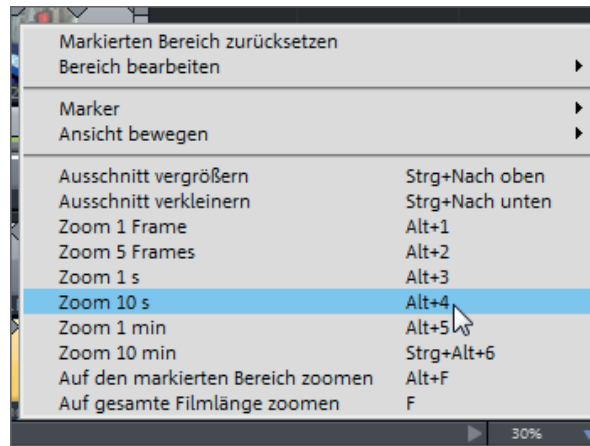 Markierten Bereich zurücksetzen
Bereich bearbeiten
Marker
Ansicht bewegen
Ausschnitt vergrößern Strg+Nach oben
Ausschnitt verkleinern Strg+Nach unten
Zoom 1 Frame Alt+1
Zoom 5 Frames Alt+2
Zoom 1 s Alt+3
Zoom 10 s Alt+4
Zoom 1 min Alt+5
Zoom 10 min Strg+Alt+6
Auf den markierten Bereich zoomen Alt+F
Auf gesamte Filmlänge zoomen F
30%